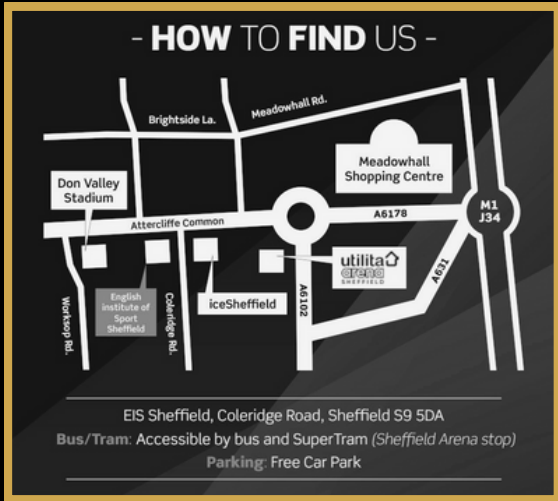 - HOW TO FIND US -
Brightside La.
Meadowhall Rd.
Meadowhall
Shopping Centre
Don Valley
Stadium
Attercliffe Common
A6178
M1
J34
utilita
arena
SHEFFIELD
A631
English
institute of
Sport
Sheffield
iceSheffield
Worksop Rd.
Coleridge Rd.
A6102
EIS Sheffield, Coleridge Road, Sheffield S9 5DA
Bus/Tram: Accessible by bus and SuperTram (Sheffield Arena stop)
Parking: Free Car Park